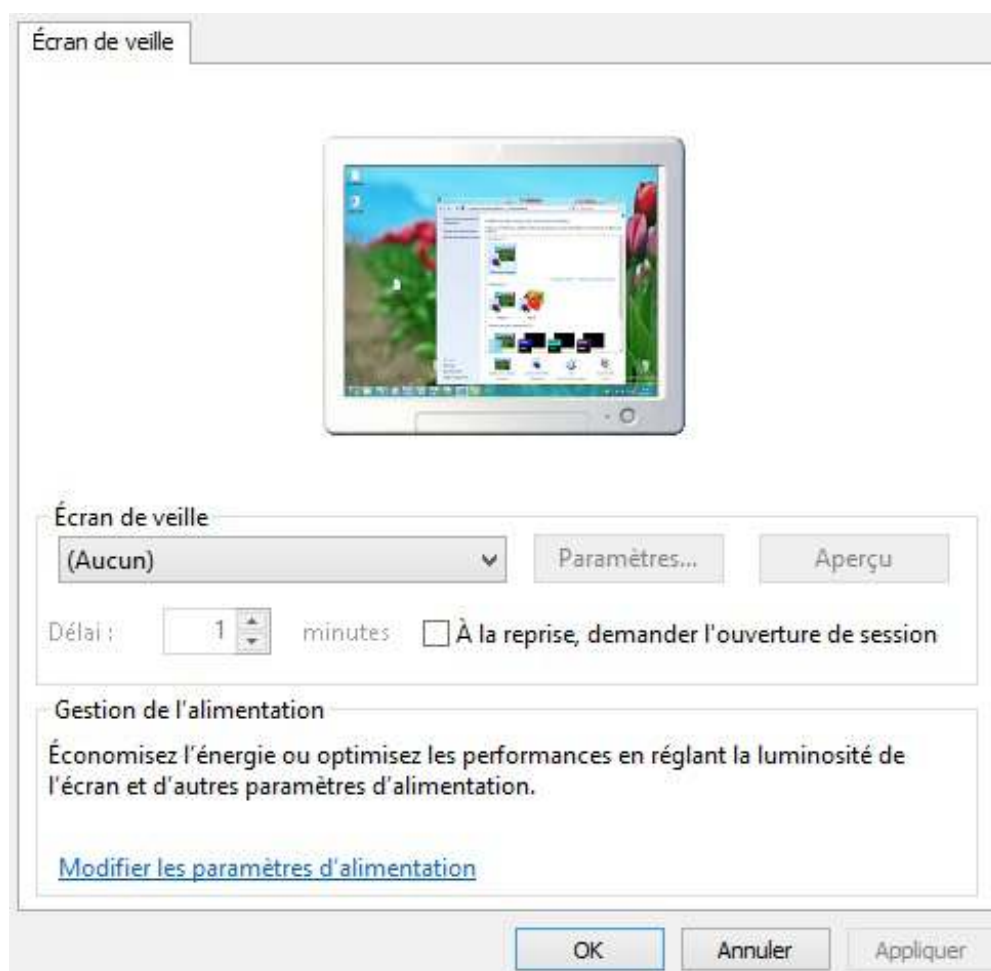 Écran de veille
Écran de veille
(Aucun)
Paramètres...
Aperçu
Délai : 1 minutes À la reprise, demander l'ouverture de session
Gestion de l'alimentation
Économisez l'énergie ou optimisez les performances en réglant la luminosité de
l'écran et d'autres paramètres d'alimentation.
Modifier les paramètres d'alimentation
OK Annuler Appliquer